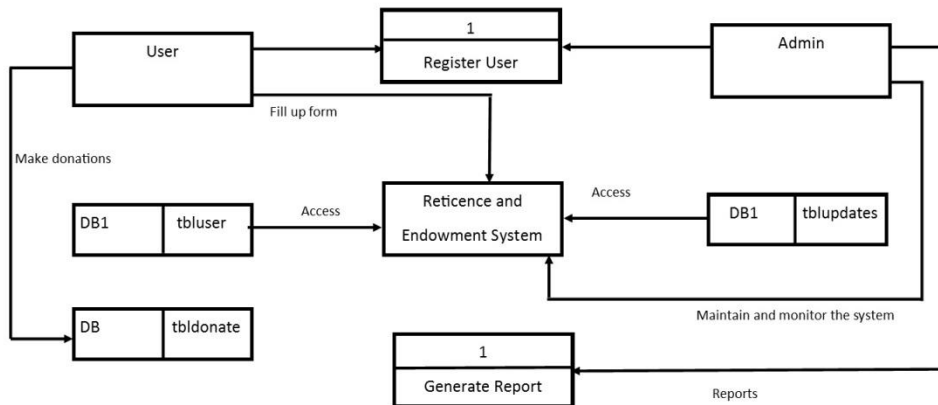 1
User
Register User
Admin
Fill up form
Make donations
Reticence and
Endowment System
Access
Access
DB1
tbluser
DB1
tblupdates
DB
tbldonate
Maintain and monitor the system
1
Generate Report
Reports